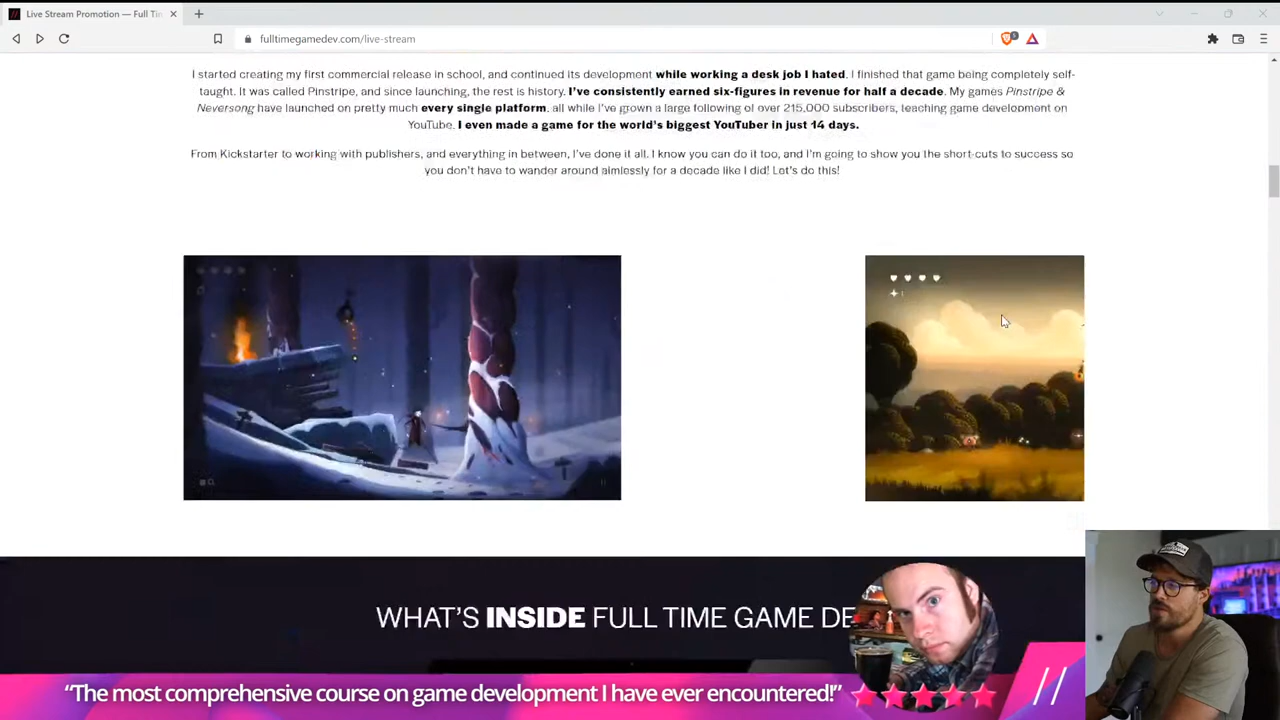 Live Stream Promotion — Full Tim
fulltimegamedev.com/live-stream
I started creating my first commercial release in school, and continued its development while working a desk job I hated. I finished that game being completely self-
taught. It was called Pinstripe, and since launching, the rest is history. I've consistently earned six-figures in revenue for half a decade. My games Pinstripe &
Neversong have launched on pretty much every single platform, all while I've grown a large following of over 215,000 subscribers, teaching game development on
YouTube. I even made a game for the world's biggest YouTuber in just 14 days.
From Kickstarter to working with publishers, and everything in between, I've done it all. I know you can do it too, and I'm going to show you the short-cuts to success so
you don't have to wander around aimlessly for a decade like I did! Let's do this!
WHAT'S INSIDE FULL TIME GAME DE
“The most comprehensive course on game development I have ever encountered!”
//